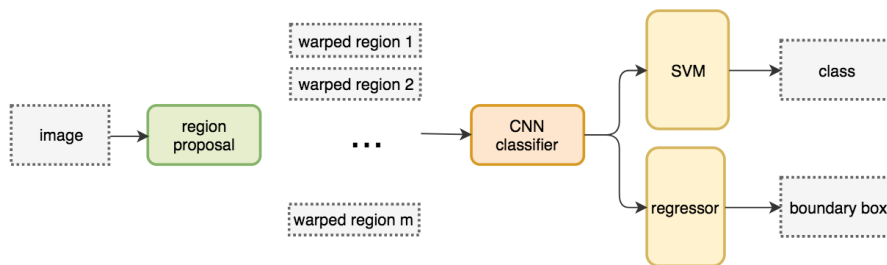 image
region
proposal
warped region 1
warped region 2
...
warped region m
CNN
classifier
SVM
class
regressor
boundary box